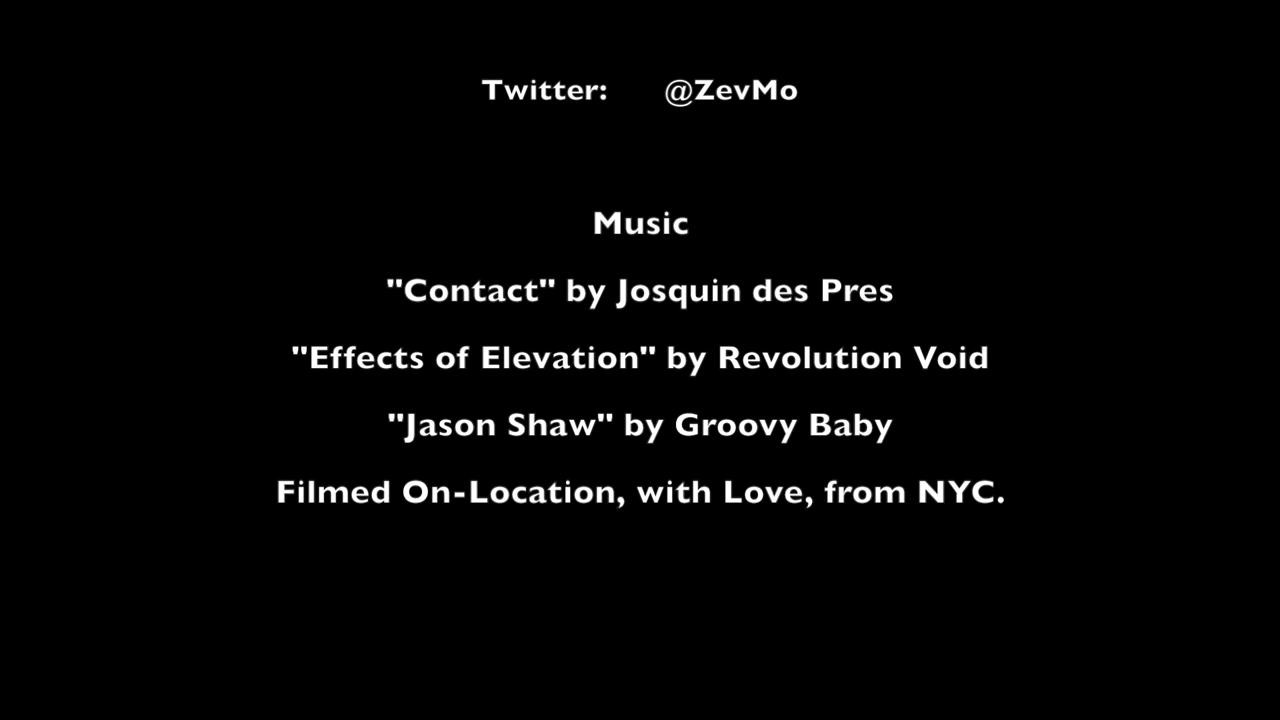 Twitter: @ZevMo
Music
"Contact" by Josquin des Pres
"Effects of Elevation" by Revolution Void
"Jason Shaw" by Groovy Baby
Filmed On-Location, with Love, from NYC.